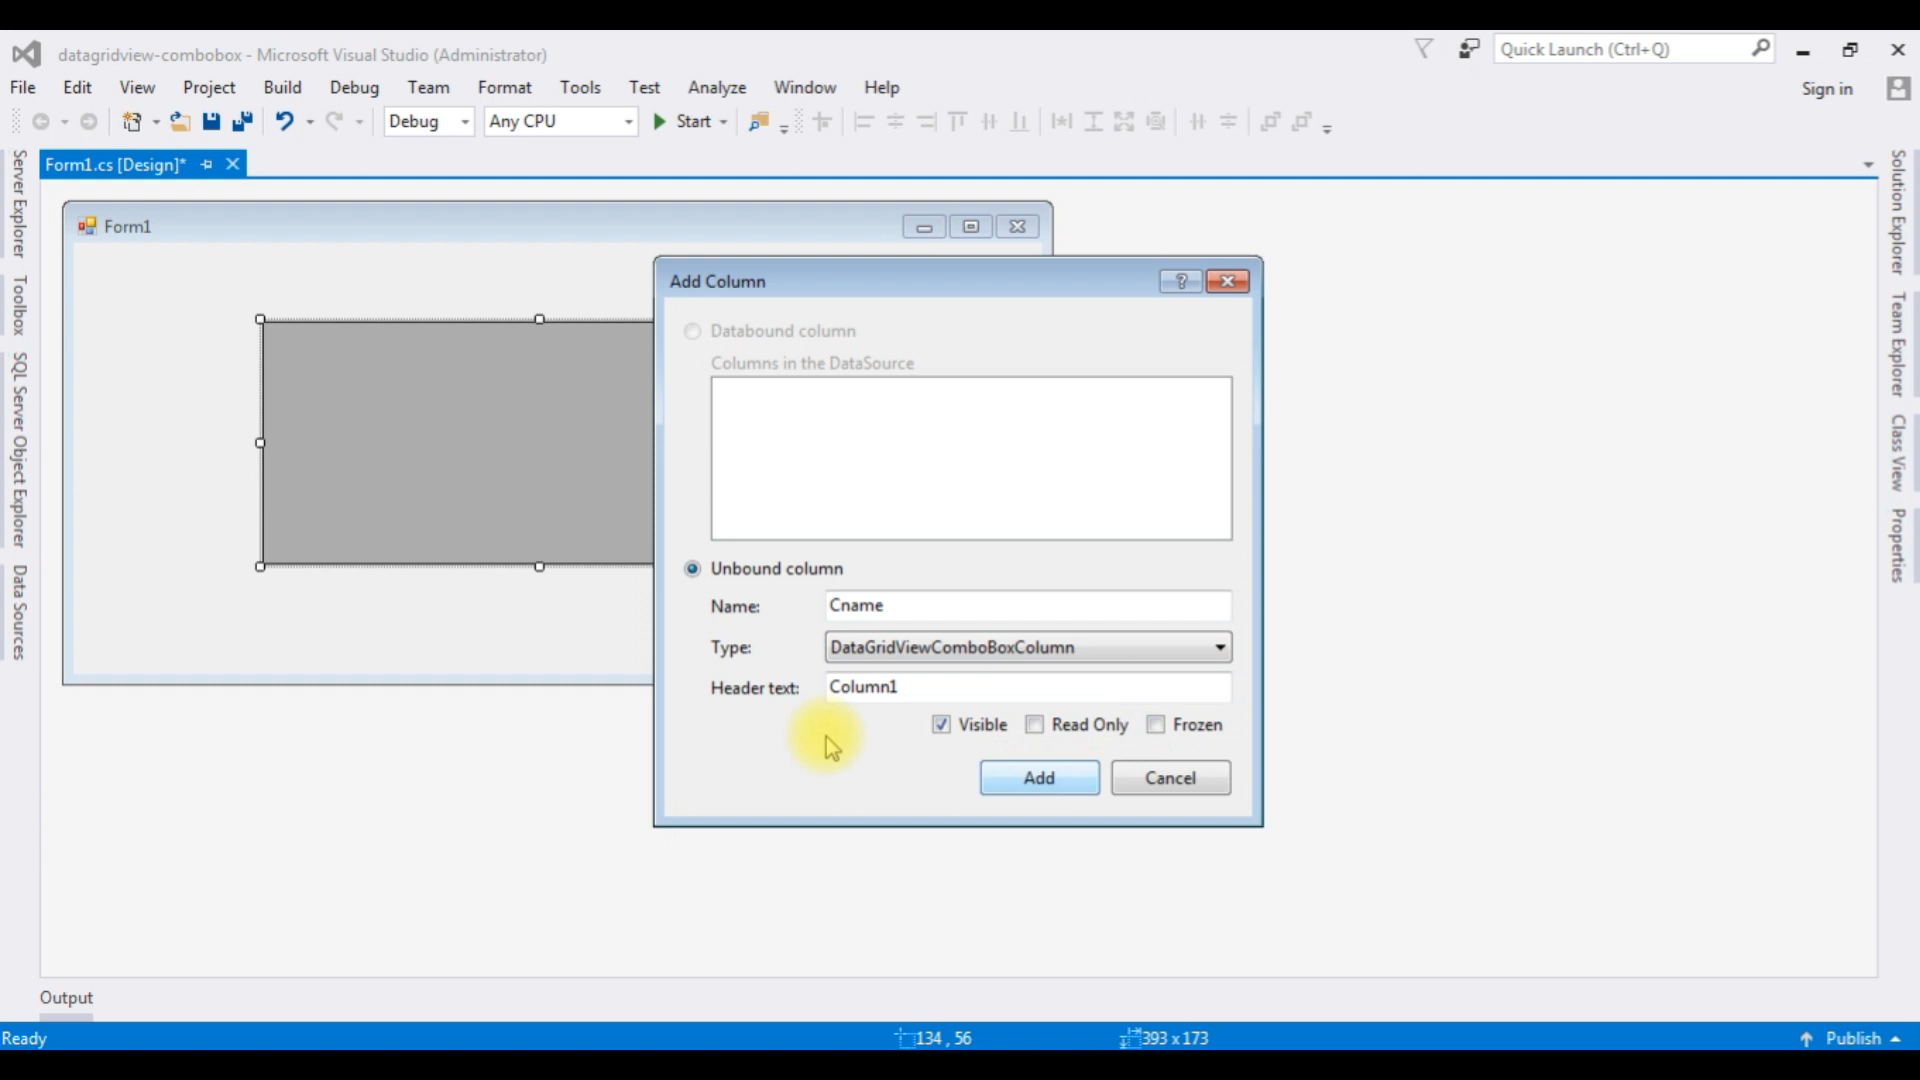 datagridview-combobox - Microsoft Visual Studio (Administrator)
Quick Launch (Ctrl+Q)
File Edit View Project Build Debug Team Format Tools Test Analyze Window Help
Sign in
Debug Any CPU Start
Form1.cs [Design]*
Server Explorer
Toolbox
SQL Server Object Explorer
Data Sources
Form1
Add Column
?
Databound column
Columns in the DataSource
Unbound column
Name: Cname
Type: DataGridViewComboBoxColumn
Header text: Column1
Visible Read Only Frozen
Add Cancel
Solution Explorer
Team Explorer
Class View
Properties
Output
Ready 134 , 56 393 x 173 Publish